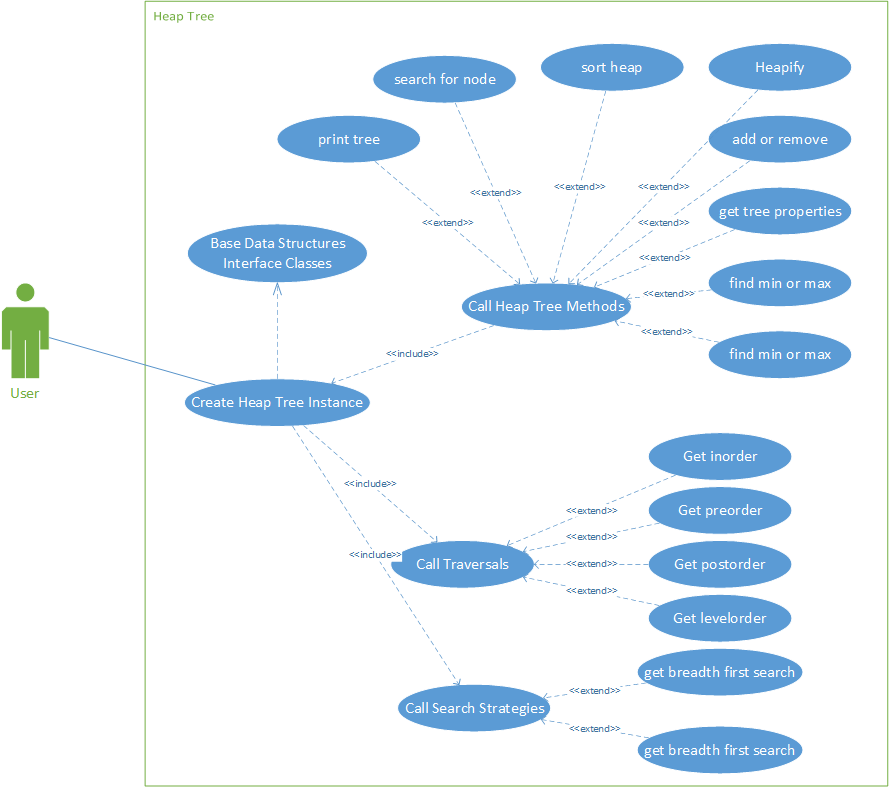 Heap Tree
sort heap
Heapify
search for node
print tree
add or remove
<<extend>>
<<extend>>
<<extend>>
<<extend>>
<<extend>>
get tree properties
Base Data Structures
Interface Classes
<<extend>>
find min or max
<<extend>>
Call Heap Tree Methods
<<extend>>
find min or max
<<include>>
User
Create Heap Tree Instance
Get inorder
<<include>>
<<extend>>
Get preorder
<<extend>>
<<include>>
Call Traversals
<<extend>>
Get postorder
<<extend>>
Get levelorder
get breadth first search
<<extend>>
Call Search Strategies
<<extend>>
get breadth first search